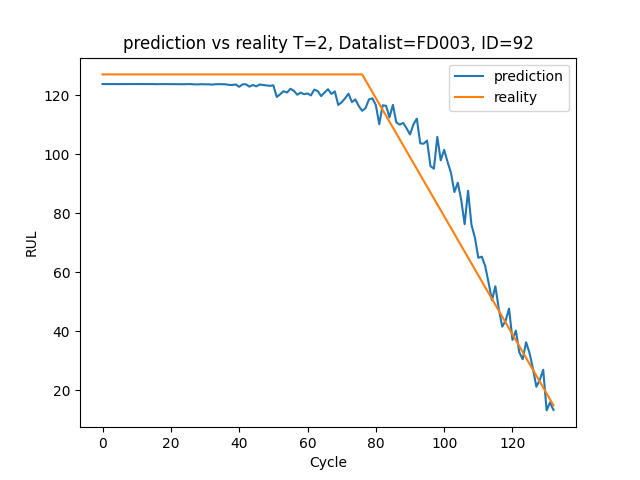 prediction vs reality T=2, Datalist=FD003, ID=92
prediction
reality
RUL
120
100
80
60
40
20
0 20 40 60 80 100 120
Cycle